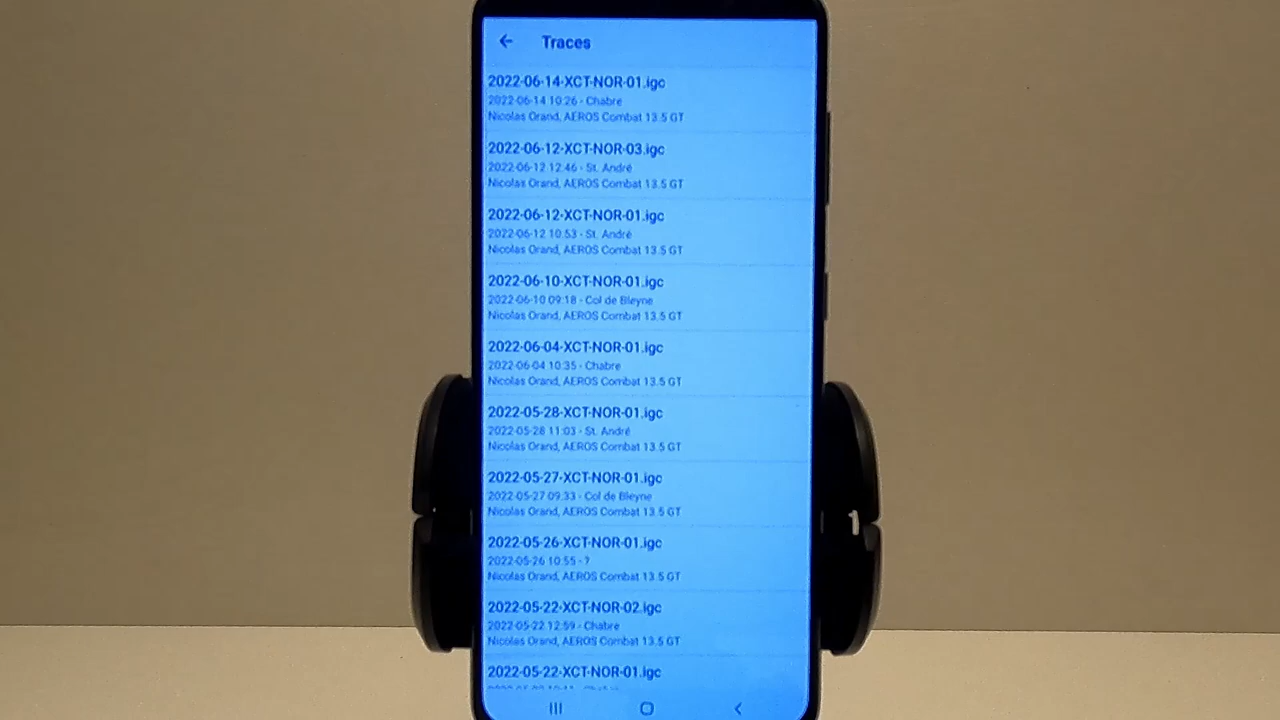 Traces
2022-06-14-XCT-NOR-01.igc
2022-06-14 10:26 - Chabre
Nicolas Orand, AEROS Combat 13.5 GT
2022-06-12-XCT-NOR-03.igc
2022-06-12 12:46 - St. André
Nicolas Orand, AEROS Combat 13.5 GT
2022-06-12-XCT-NOR-01.igc
2022-06-12 10:53 - St. André
Nicolas Orand, AEROS Combat 13.5 GT
2022-06-10-XCT-NOR-01.igc
2022-06-10 09:18 - Col de Bleyne
Nicolas Orand, AEROS Combat 13.5 GT
2022-06-04-XCT-NOR-01.igc
2022-06-04 10:35 - Chabre
Nicolas Orand, AEROS Combat 13.5 GT
2022-05-28-XCT-NOR-01.igc
2022-05-28 11:03 - St. André
Nicolas Orand, AEROS Combat 13.5 GT
2022-05-27-XCT-NOR-01.igc
2022-05-27 09:33 - Col de Bleyne
Nicolas Orand, AEROS Combat 13.5 GT
2022-05-26-XCT-NOR-01.igc
2022-05-26 10:55 - ?
Nicolas Orand, AEROS Combat 13.5 GT
2022-05-22-XCT-NOR-02.igc
2022-05-22 12:59 - Chabre
Nicolas Orand, AEROS Combat 13.5 GT
2022-05-22-XCT-NOR-01.igc